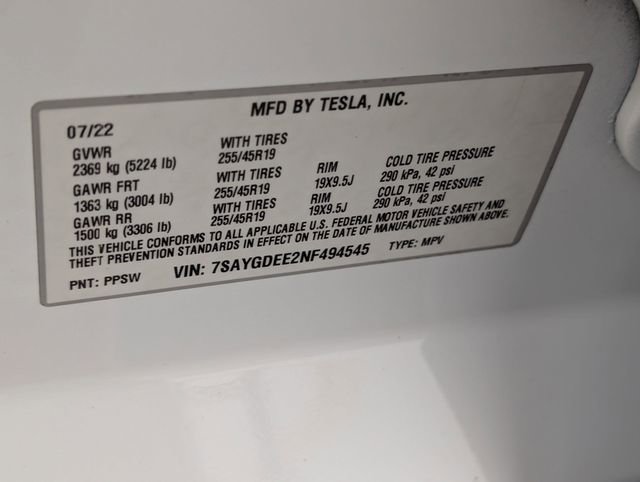 MFD BY TESLA, INC.
07/22
GVWR WITH TIRES
2369 kg (5224 lb) 255/45R19
GAWR FRT WITH TIRES RIM COLD TIRE PRESSURE
1363 kg (3004 lb) 255/45R19 19X9.5J 290 kPa, 42 psi
GAWR RR WITH TIRES RIM COLD TIRE PRESSURE
1500 kg (3306 lb) 255/45R19 19X9.5J 290 kPa, 42 psi
THIS VEHICLE CONFORMS TO ALL APPLICABLE U.S. FEDERAL MOTOR VEHICLE SAFETY AND
THEFT PREVENTION STANDARDS IN EFFECT ON THE DATE OF MANUFACTURE SHOWN ABOVE.
PNT: PPSW VIN: 7SAYGDEE2NF494545 TYPE: MPV